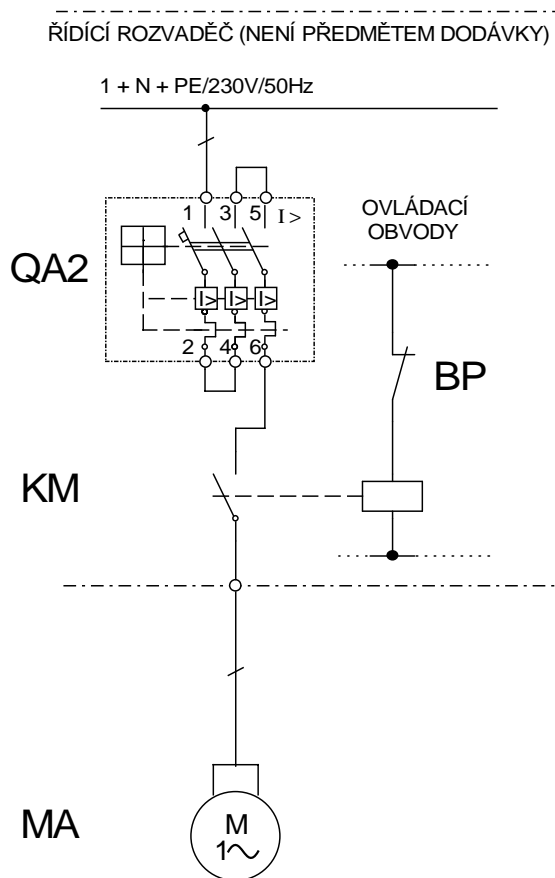 ŘÍDÍCÍ ROZVADĚČ (NENÍ PŘEDMĚTEM DODÁVKY)
1 + N + PE/230V/50Hz
1 3 5 I >
OVLÁDACÍ
OBVODY
QA2
I> I> I>
2 4 6
BP
KM
MA
M
1~